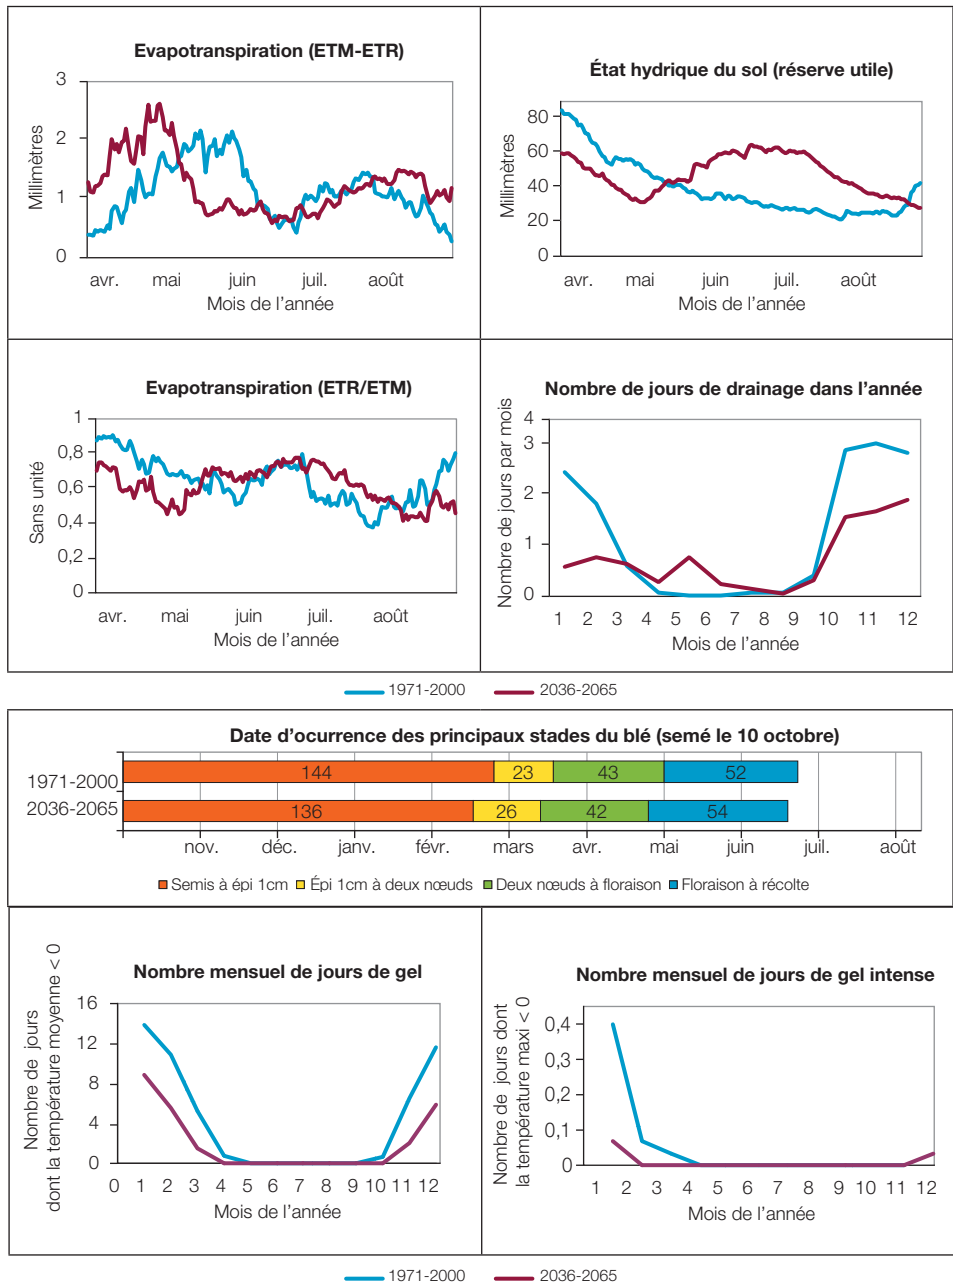 Evapotranspiration (ETM-ETR)
Millimètres
3
2
1
0
avr. mai juin juil. août
Mois de l'année
État hydrique du sol (réserve utile)
Millimètres
80
60
40
20
0
avr. mai juin juil. août
Mois de l'année
Evapotranspiration (ETR/ETM)
Sans unité
1
0,8
0,6
0,4
0,2
0
avr. mai juin juil. août
Mois de l'année
Nombre de jours de drainage dans l'année
Nombre de jours par mois
4
3
2
1
0
1 2 3 4 5 6 7 8 9 10 11 12
Mois de l'année
1971-2000 2036-2065
Date d'ocurrence des principaux stades du blé (semé le 10 octobre)
1971-2000 144 23 43 52
2036-2065 136 26 42 54
nov. déc. janv. févr. mars avr. mai juin juil. août
Semis à épi 1cm Épi 1cm à deux nœuds Deux nœuds à floraison Floraison à récolte
Nombre mensuel de jours de gel
Nombre de jours
dont la température moyenne < 0
16
12
8
4
0
0 1 2 3 4 5 6 7 8 9 10 11 12
Mois de l'année
Nombre mensuel de jours de gel intense
Nombre de jours dont
la température maxi < 0
0,4
0,3
0,2
0,1
0
1 2 3 4 5 6 7 8 9 10 11 12
Mois de l'année
1971-2000 2036-2065